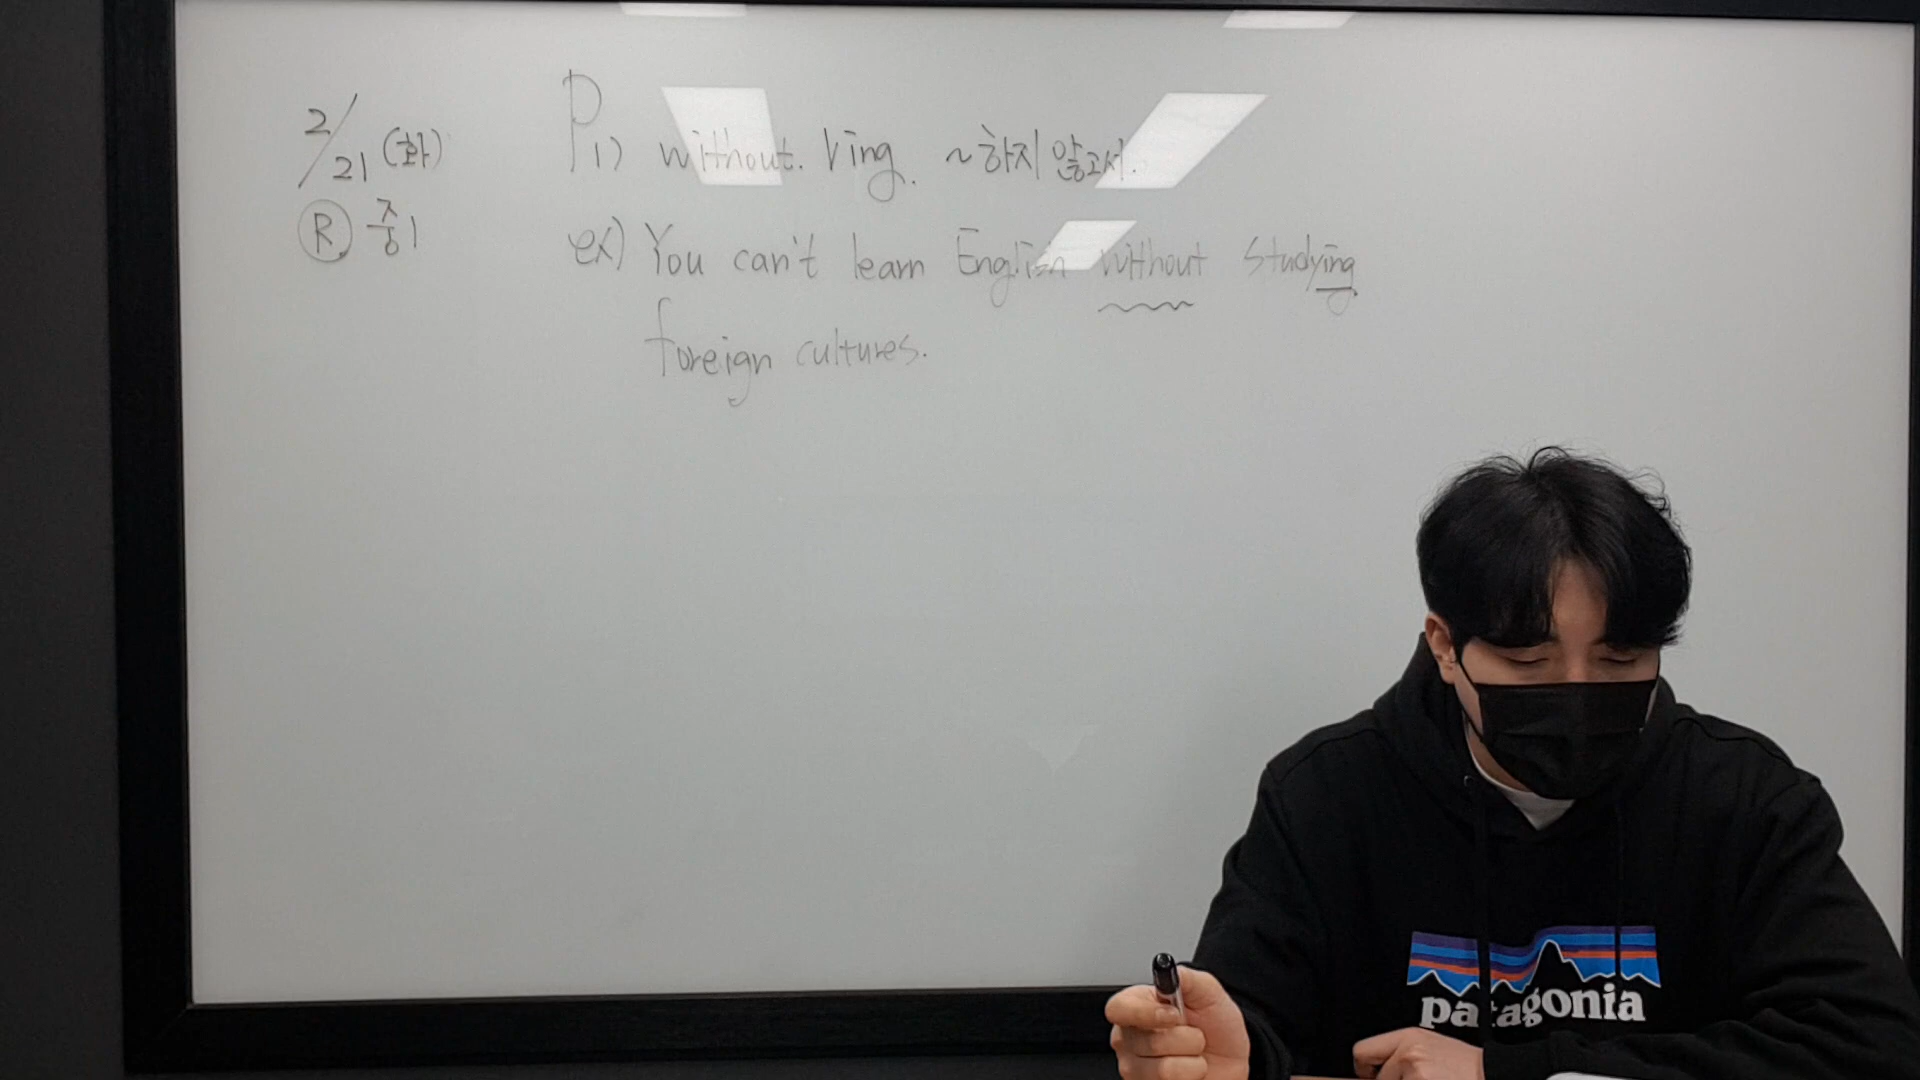 2/21 (화)
Ⓡ 중1
P1) without. Ving. ~하지 않고서.
ex) You can't learn English without studying
foreign cultures.
patagonia